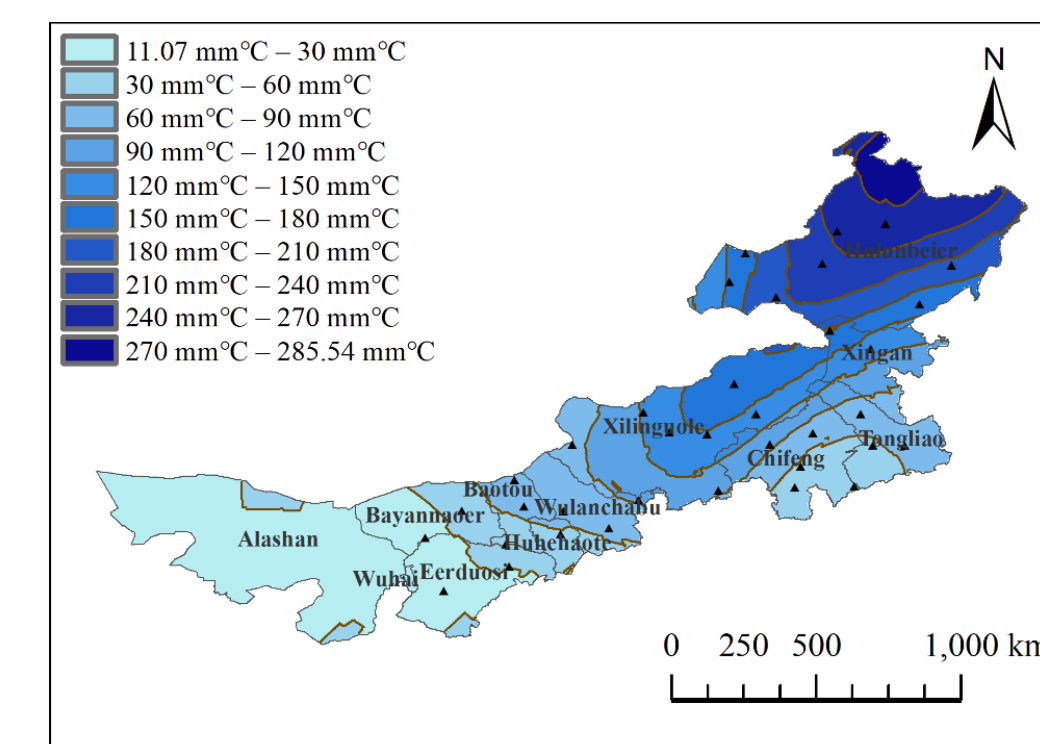 11.07 mm℃ – 30 mm℃
30 mm℃ – 60 mm℃
60 mm℃ – 90 mm℃
90 mm℃ – 120 mm℃
120 mm℃ – 150 mm℃
150 mm℃ – 180 mm℃
180 mm℃ – 210 mm℃
210 mm℃ – 240 mm℃
240 mm℃ – 270 mm℃
270 mm℃ – 285.54 mm℃
N
Hulunbeier
Xingan
Xilinguole
Tongliao
Chifeng
Baotou
Wulanchabu
Bayannaoer
Alashan
Huhehaote
Wuhai
Eerduosi
0 250 500 1,000 km